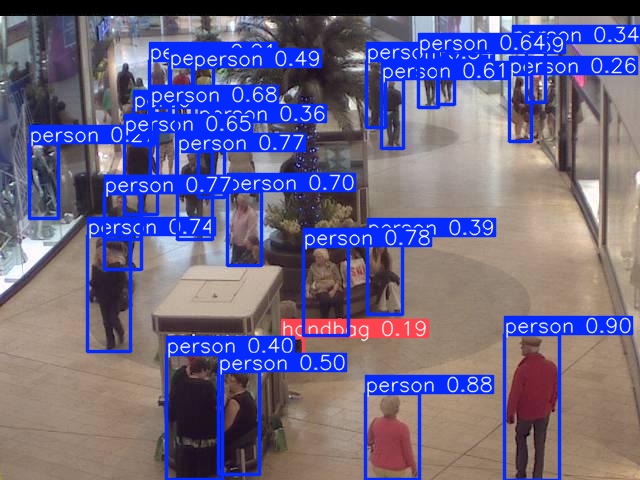 person 0.34
person 0.64
person 0.49
person 0.61
person 0.26
person 0.68
person 0.36
person 0.65
person 0.77
person 0.77
person 0.70
person 0.74
person 0.39
person 0.78
handbag 0.19
person 0.90
person 0.40
person 0.50
person 0.88